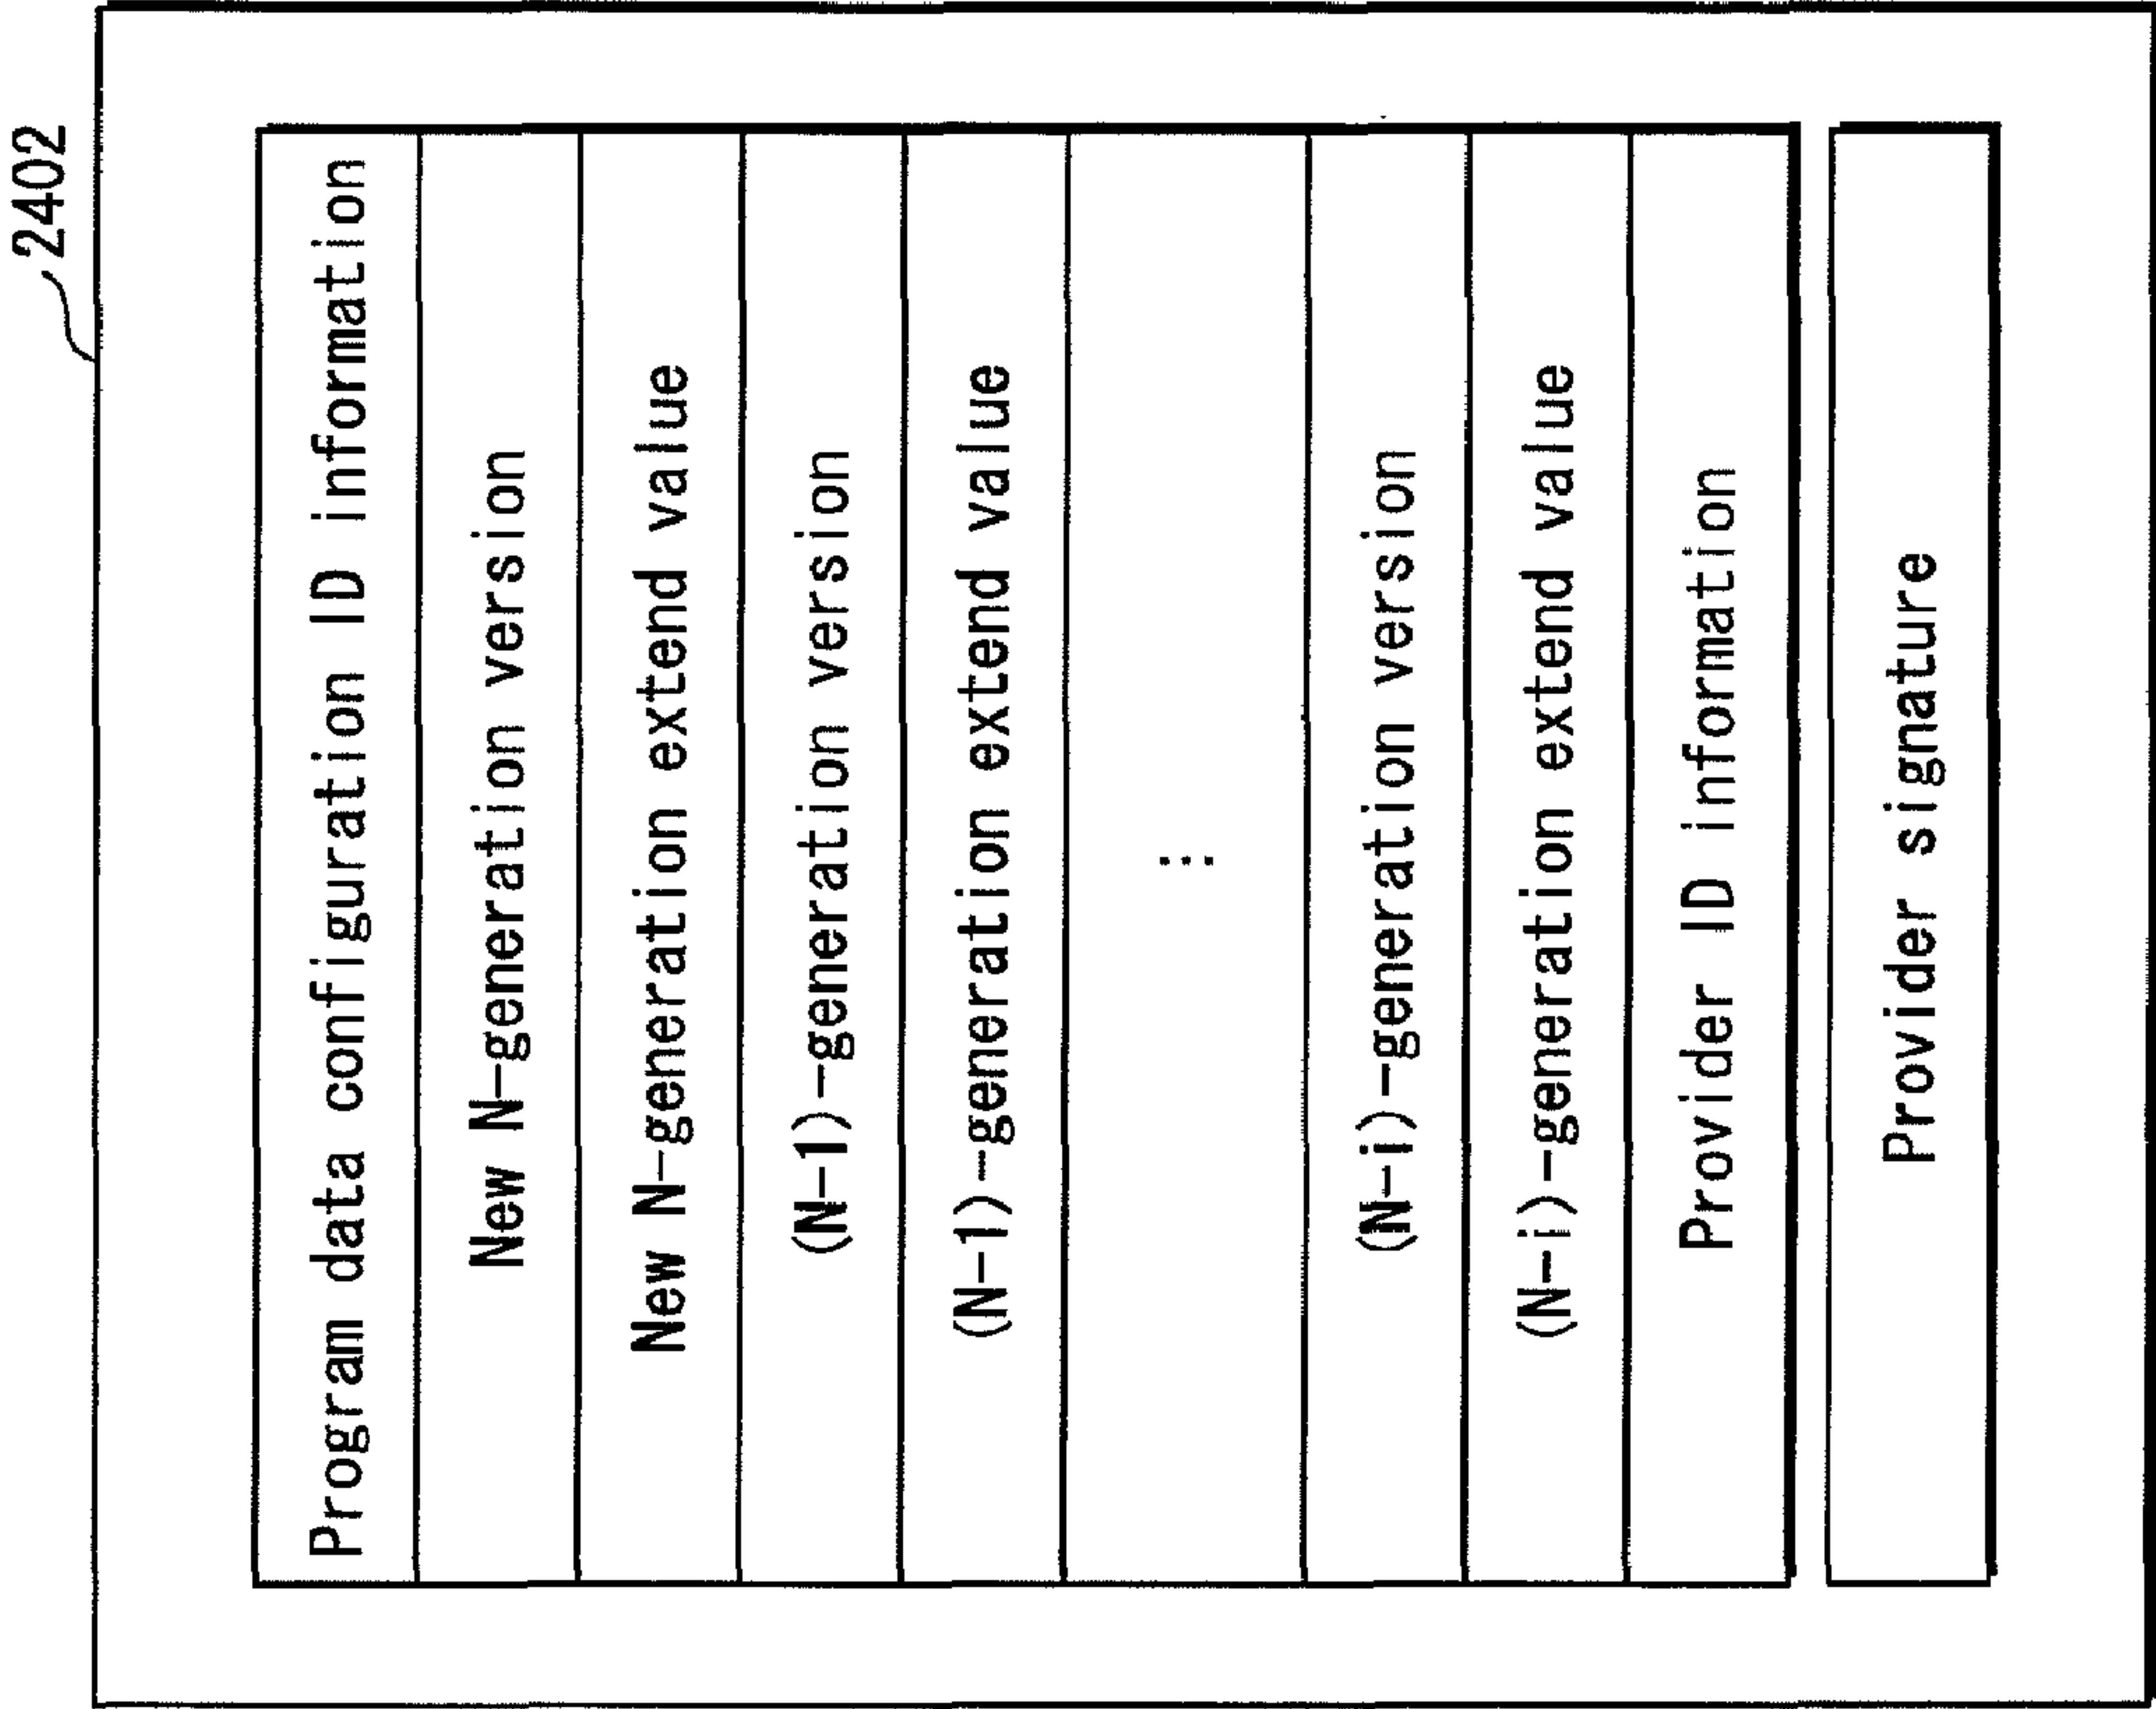 2402
Program data configuration ID information
New N-generation version
New N-generation extend value
(N-1)-generation version
(N-1)-generation extend value
⋮
(N-i)-generation version
(N-i)-generation extend value
Provider ID information
Provider signature